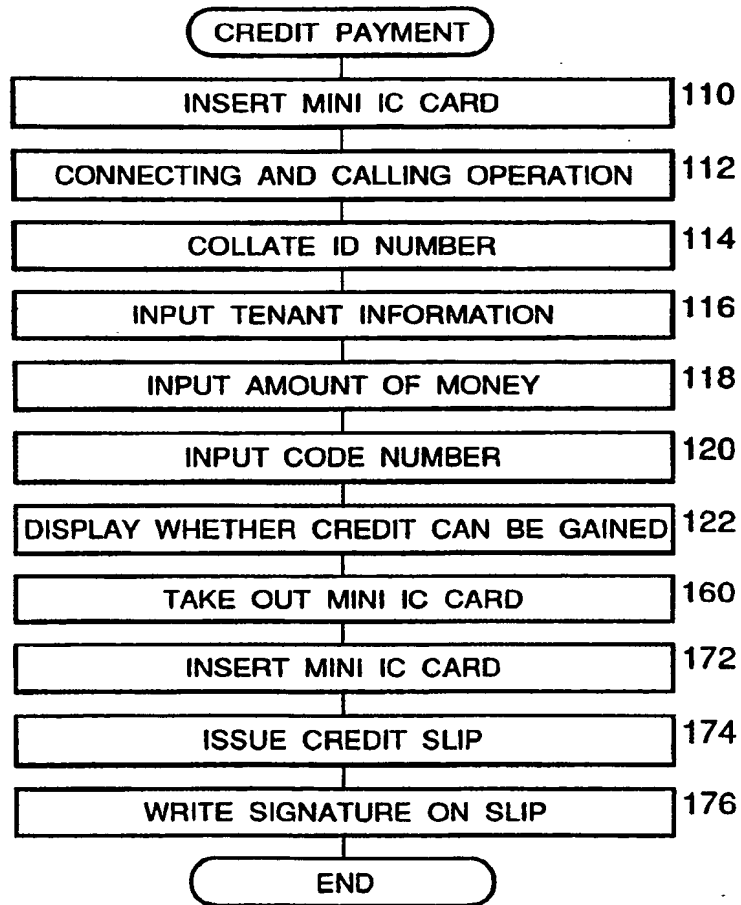 CREDIT PAYMENT
INSERT MINI IC CARD 110
CONNECTING AND CALLING OPERATION 112
COLLATE ID NUMBER 114
INPUT TENANT INFORMATION 116
INPUT AMOUNT OF MONEY 118
INPUT CODE NUMBER 120
DISPLAY WHETHER CREDIT CAN BE GAINED 122
TAKE OUT MINI IC CARD 160
INSERT MINI IC CARD 172
ISSUE CREDIT SLIP 174
WRITE SIGNATURE ON SLIP 176
END